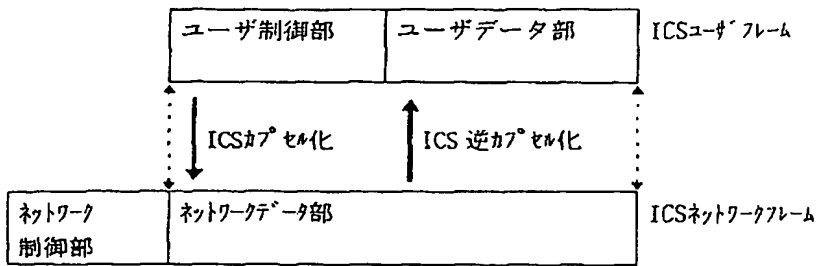 ユーザ制御部
ユーザデータ部
ICSﾕｰｻﾞﾌﾚｰﾑ
ICSｶﾌﾟｾﾙ化
ICS 逆ｶﾌﾟｾﾙ化
ﾈｯﾄﾜｰｸ
制御部
ﾈｯﾄﾜｰｸﾃﾞｰﾀ部
ICSﾈｯﾄﾜｰｸﾌﾚｰﾑ